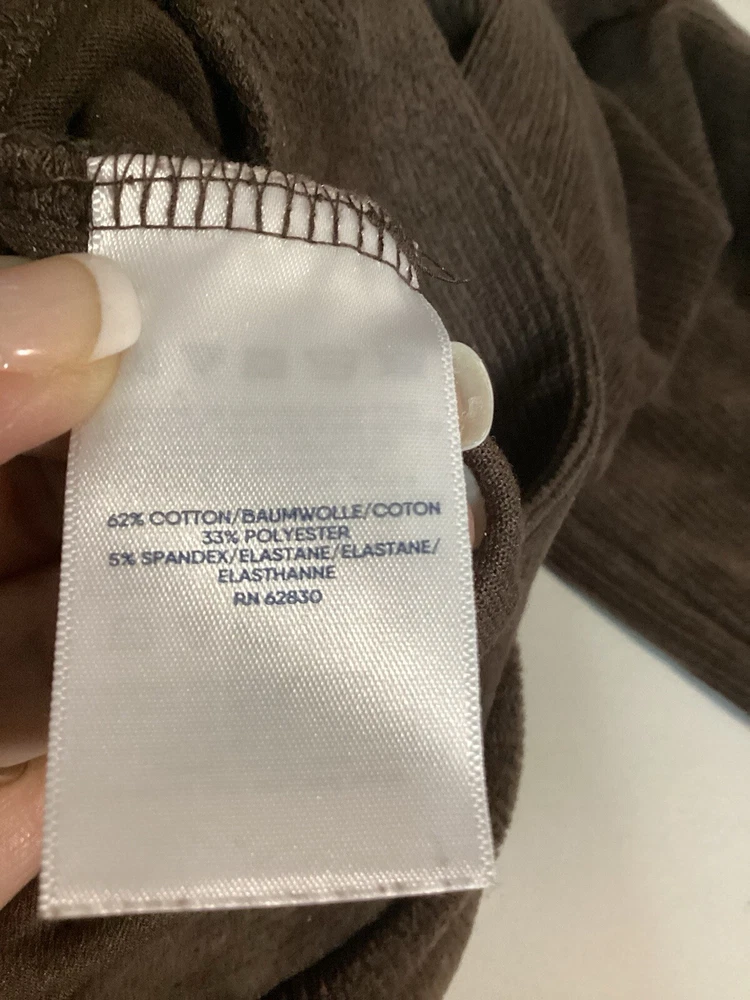 62% COTTON/BAUMWOLLE/COTON
33% POLYESTER
5% SPANDEX/ELASTANE/ELASTANE/
ELASTHANNE
RN 62830